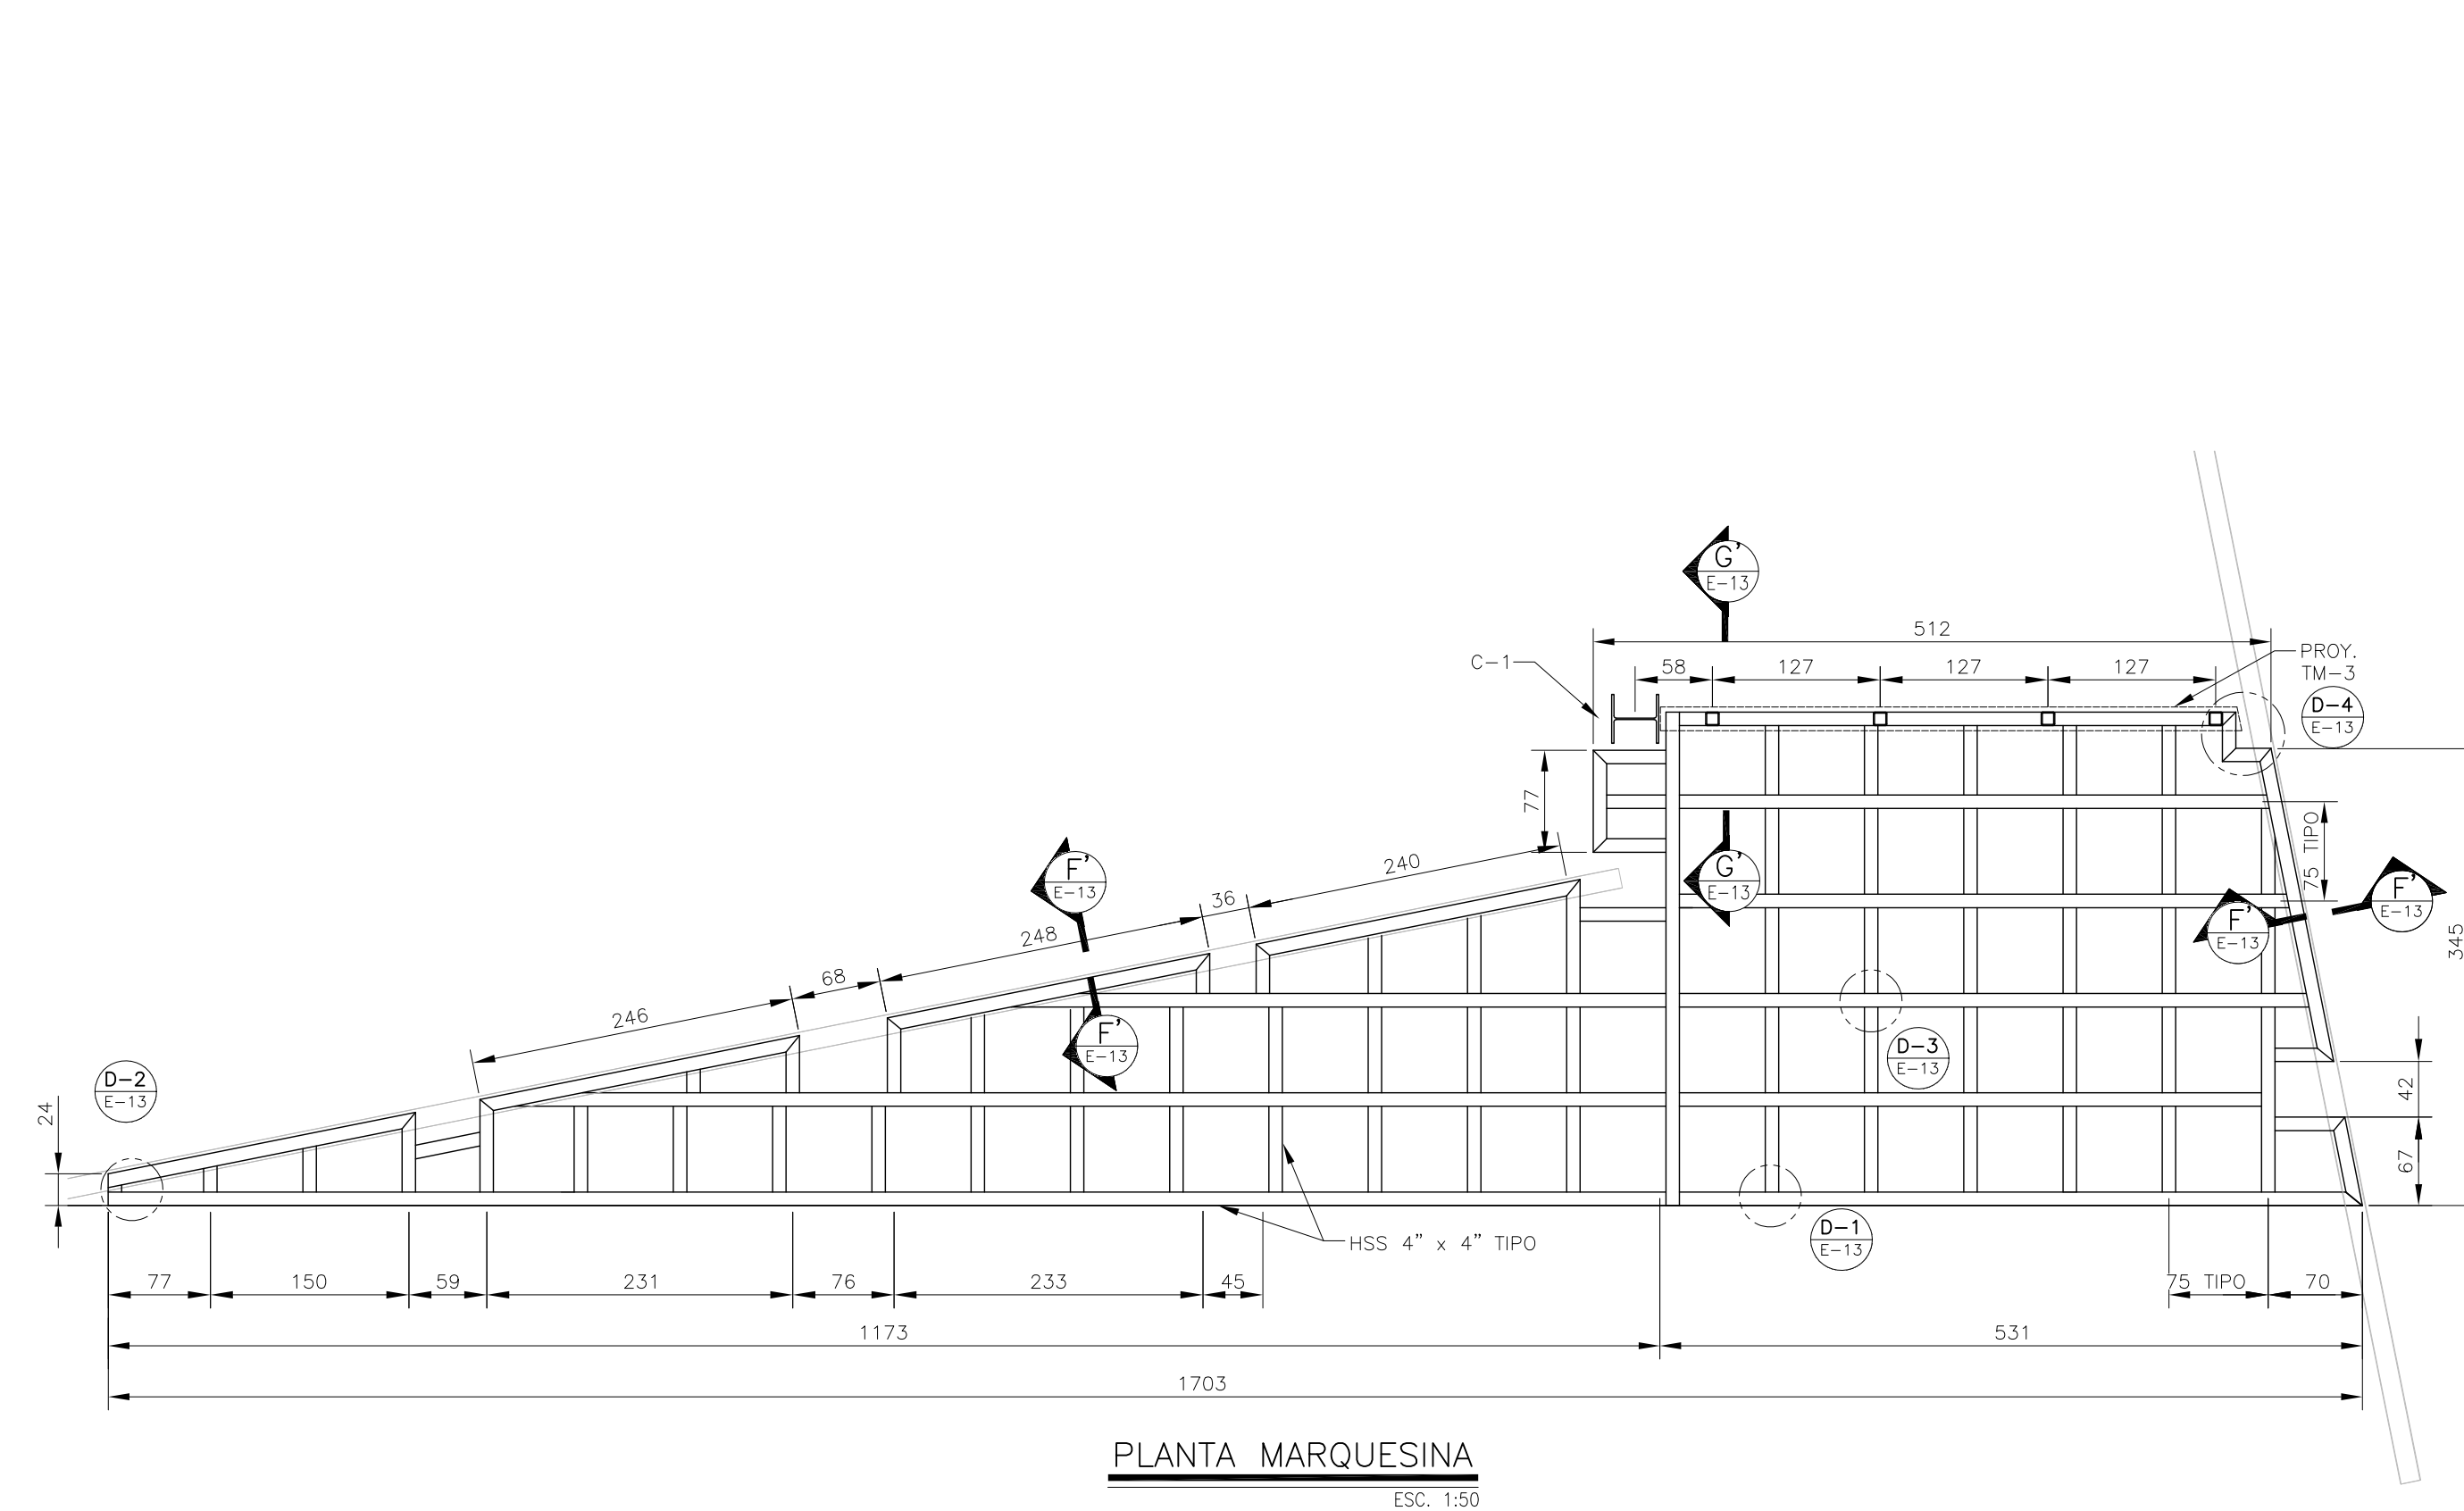 G'
E-13
512
C-1
58
127
127
127
PROY.
TM-3
D-4
E-13
77
75 TIPO
F'
E-13
240
G'
E-13
36
F'
E-13
F'
E-13
248
345
68
246
F'
E-13
D-3
E-13
D-2
E-13
42
24
67
HSS 4" x 4" TIPO
D-1
E-13
77
150
59
231
76
233
45
75 TIPO
70
1173
531
1703
PLANTA MARQUESINA
ESC. 1:50